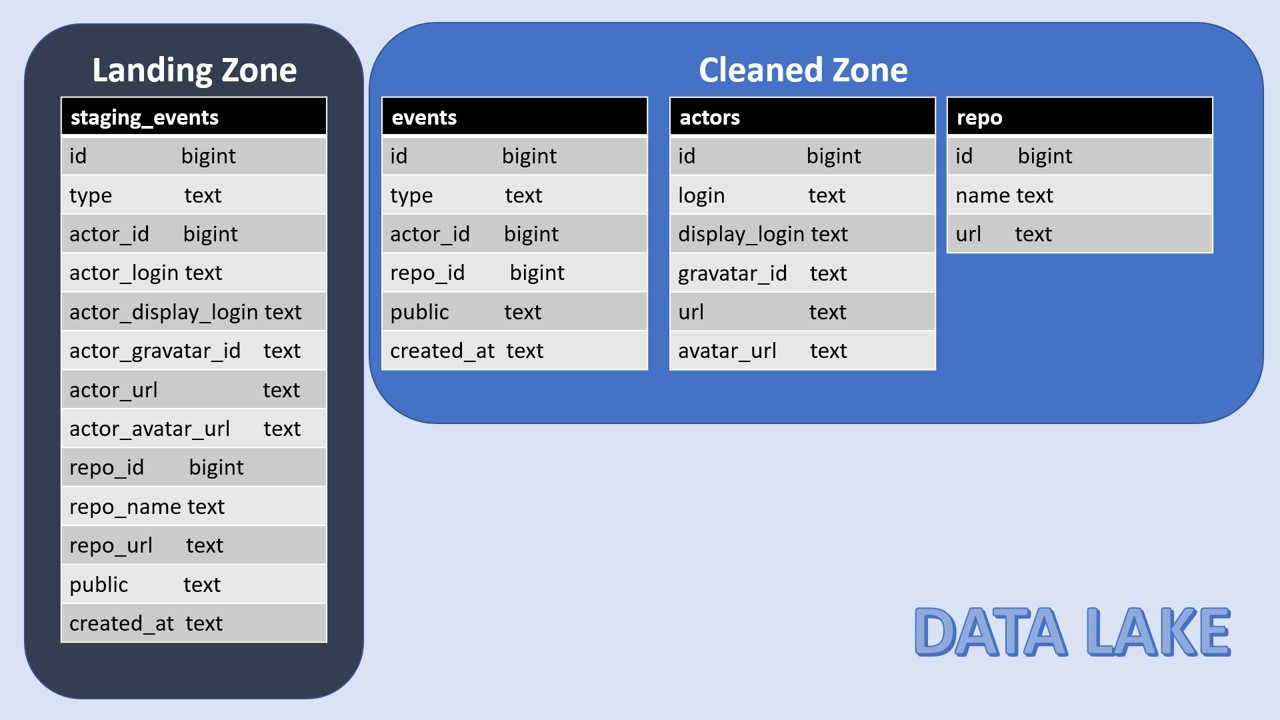 Landing Zone
staging_events
id bigint
type text
actor_id bigint
actor_login text
actor_display_login text
actor_gravatar_id text
actor_url text
actor_avatar_url text
repo_id bigint
repo_name text
repo_url text
public text
created_at text
Cleaned Zone
events
id bigint
type text
actor_id bigint
repo_id bigint
public text
created_at text
actors
id bigint
login text
display_login text
gravatar_id text
url text
avatar_url text
repo
id bigint
name text
url text
DATA LAKE